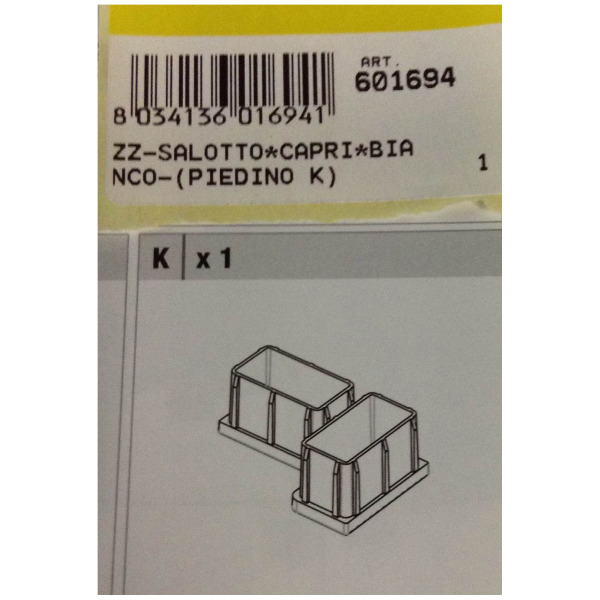 ART.
601694
8 034136 016941
ZZ-SALOTTO*CAPRI*BIA
NCO-(PIEDINO K)
1
K x 1